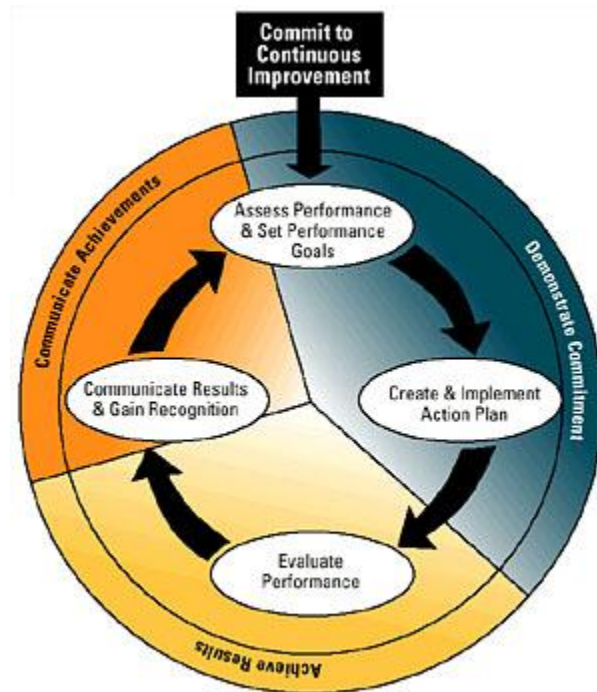 Commit to
Continuous
Improvement
Assess Performance
& Set Performance
Goals
Communicate Achievements
Demonstrate Commitment
Communicate Results
& Gain Recognition
Create & Implement
Action Plan
Evaluate
Performance
Achieve Results